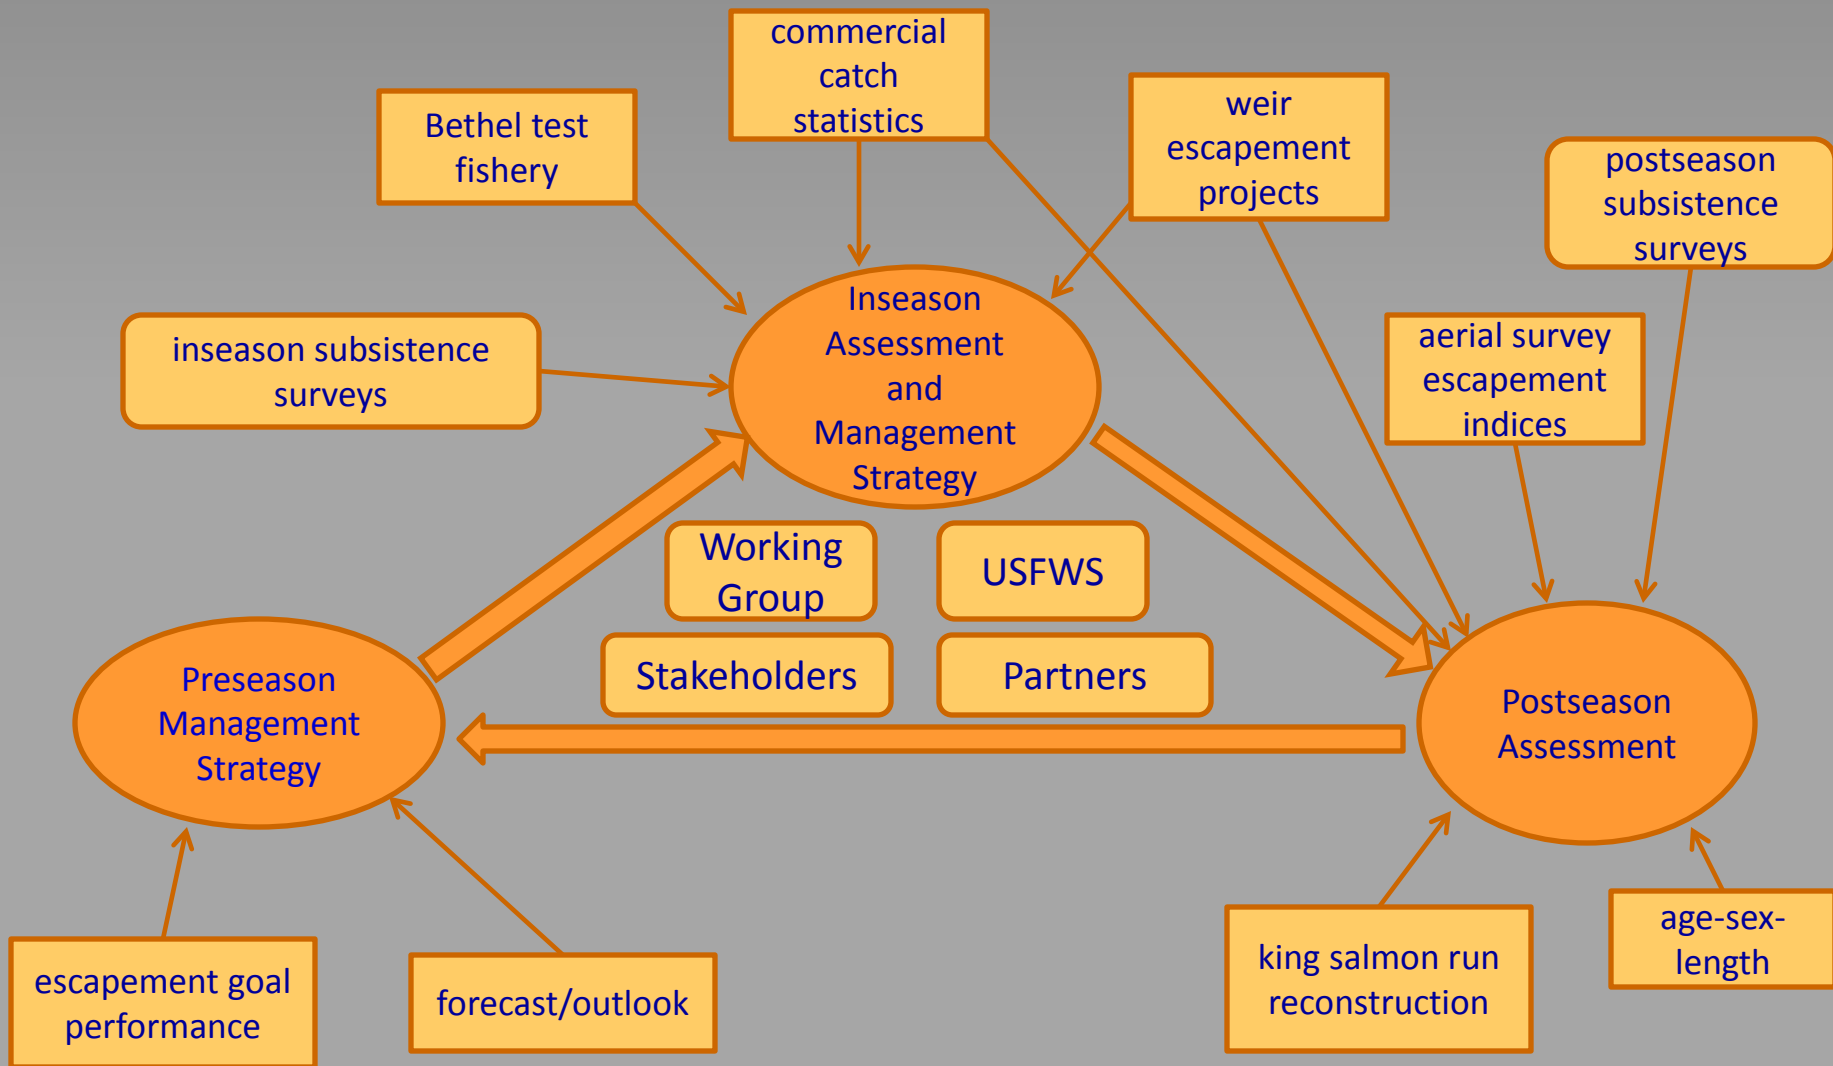 commercial
catch
statistics
Bethel test
fishery
weir
escapement
projects
postseason
subsistence
surveys
inseason subsistence
surveys
Inseason
Assessment
and
Management
Strategy
aerial survey
escapement
indices
Working
Group
USFWS
Stakeholders
Partners
Preseason
Management
Strategy
Postseason
Assessment
escapement goal
performance
forecast/outlook
king salmon run
reconstruction
age-sex-
length